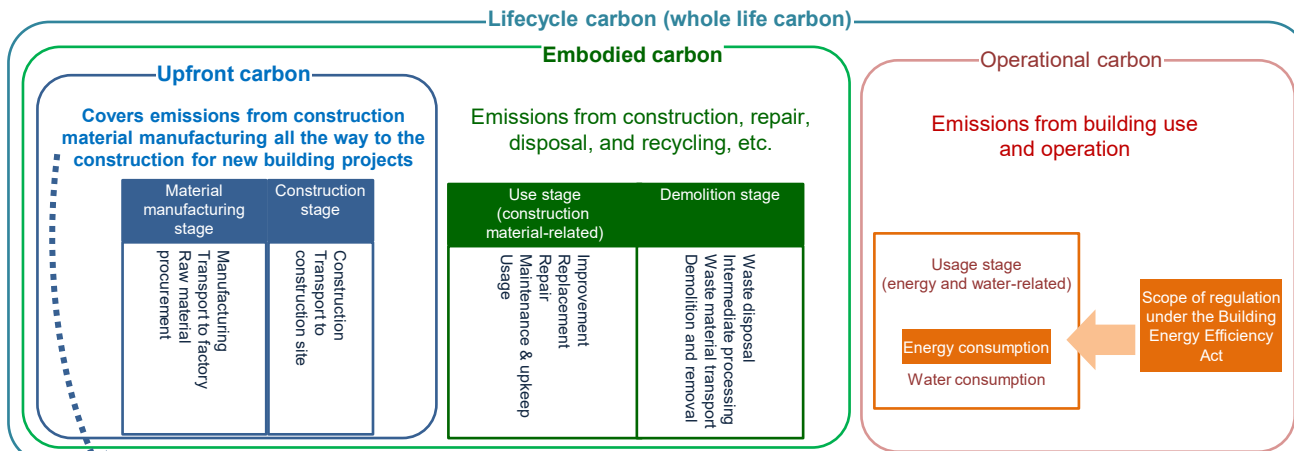 Lifecycle carbon (whole life carbon)
Embodied carbon
Upfront carbon
Covers emissions from construction
material manufacturing all the way to the
construction for new building projects
Material
manufacturing
stage
Construction
stage
Raw material
procurement
Transport to factory
Manufacturing
Transport to
construction site
Construction
Emissions from construction, repair,
disposal, and recycling, etc.
Use stage
(construction
material-related)
Demolition stage
Usage
Maintenance & upkeep
Repair
Replacement
Improvement
Demolition and removal
Waste material transport
Intermediate processing
Waste disposal
Operational carbon
Emissions from building use
and operation
Usage stage
(energy and water-related)
Energy consumption
Water consumption
Scope of regulation
under the Building
Energy Efficiency
Act